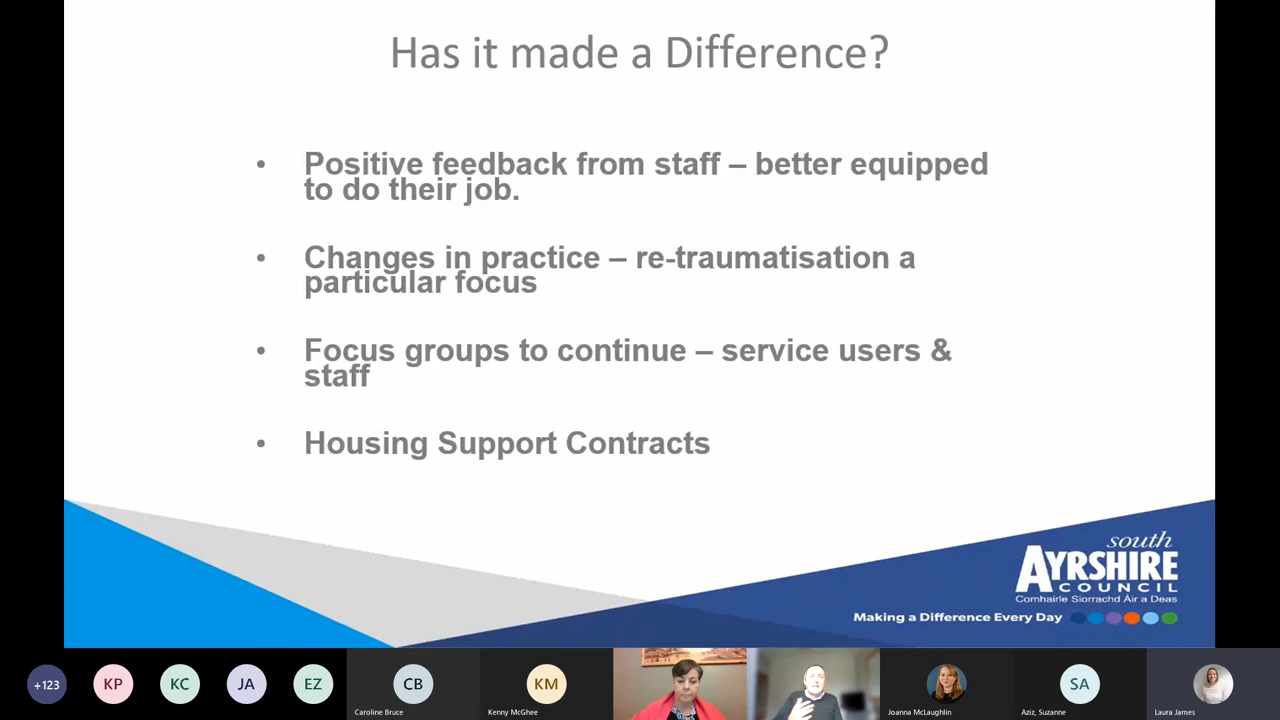 Has it made a Difference?
• Positive feedback from staff – better equipped
to do their job.
• Changes in practice – re-traumatisation a
particular focus
• Focus groups to continue – service users &
staff
• Housing Support Contracts
south
AYRSHIRE
COUNCIL
Comhairle Siorrachd Àir a Deas
Making a Difference Every Day
+123
KP
KC
JA
EZ
CB
Caroline Bruce
KM
Kenny McGhee
Joanna McLaughlin
SA
Aziz, Suzanne
Laura James